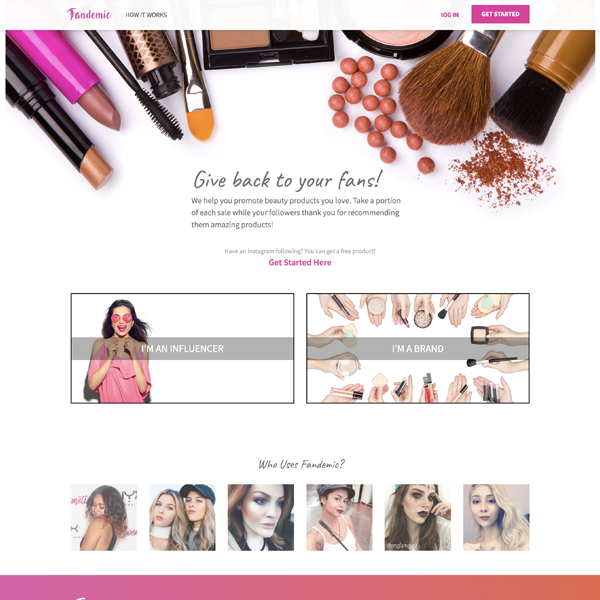 Fandemic
HOW IT WORKS
LOG IN
GET STARTED
Give back to your fans!
We help you promote beauty products you love. Take a portion
of each sale while your followers thank you for recommending
them amazing products!
Have an Instagram following? You can get a free product!
Get Started Here
I'M AN INFLUENCER
I'M A BRAND
Who Uses Fandemic?